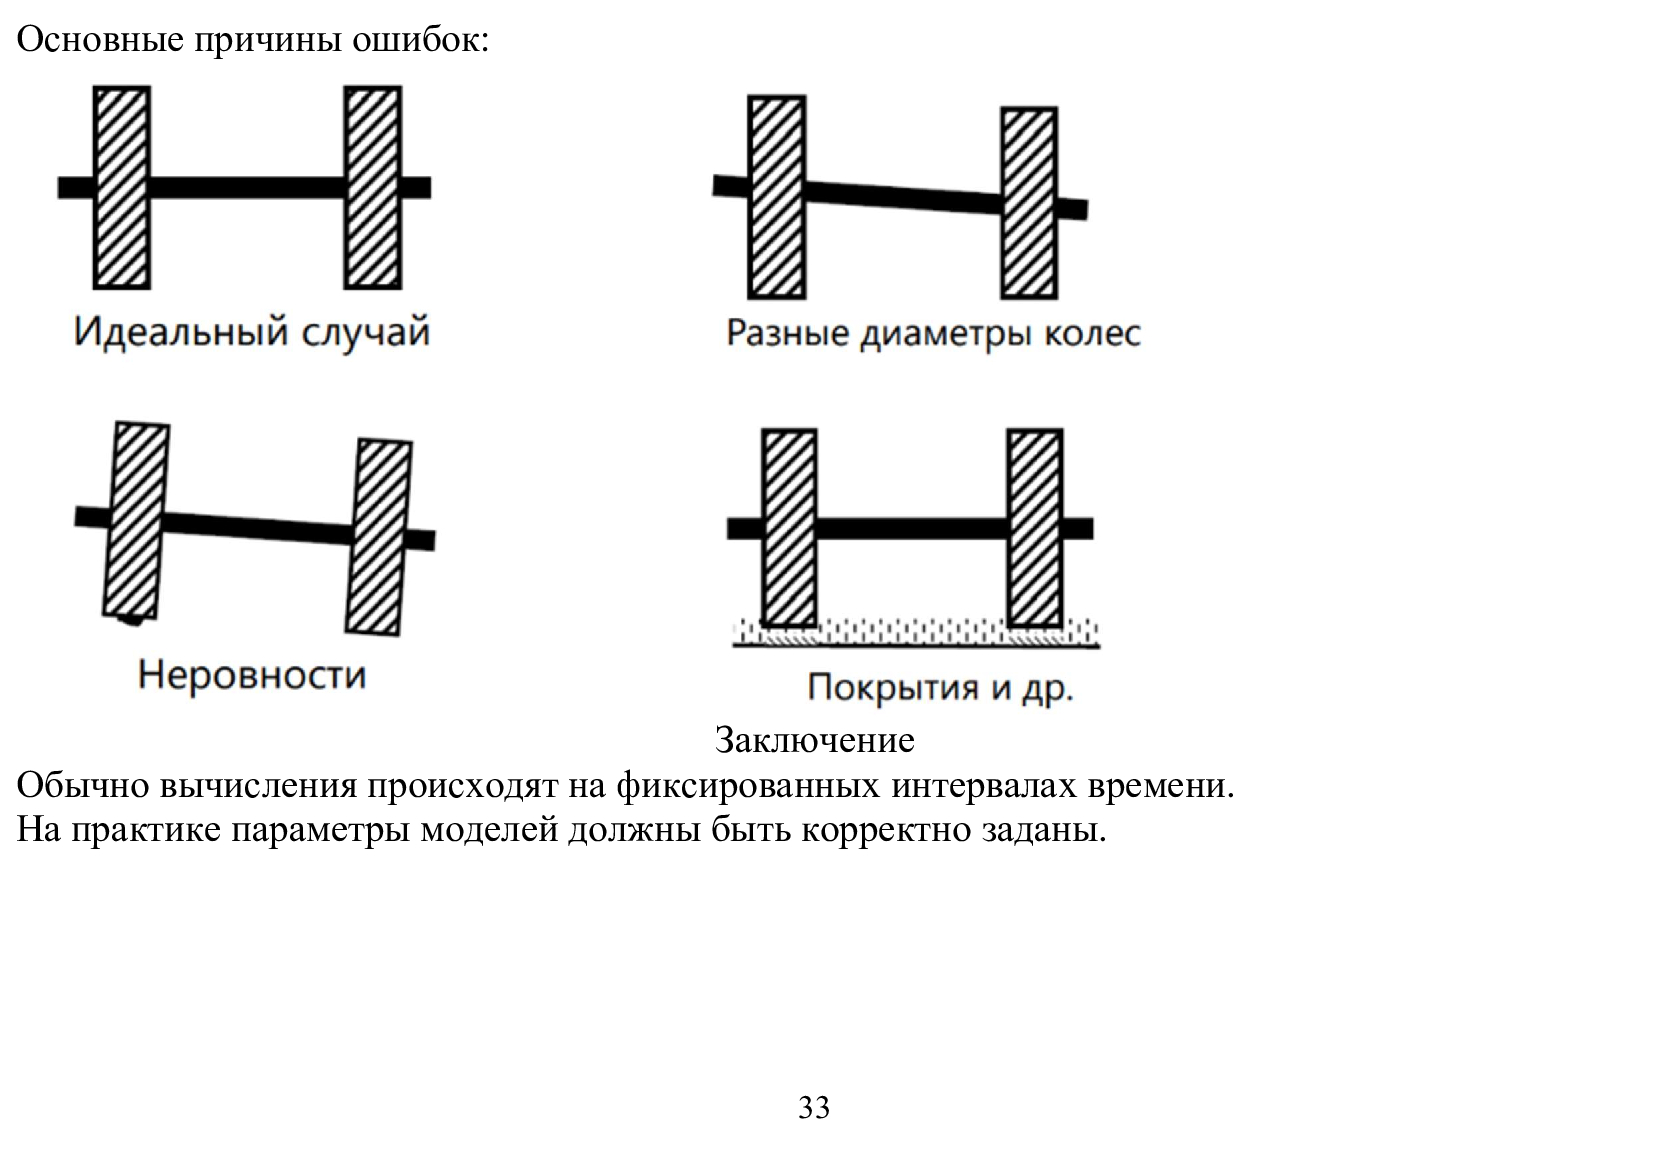 Основные причины ошибок:
Идеальный случай
Разные диаметры колес
Неровности
Покрытия и др.
Заключение
Обычно вычисления происходят на фиксированных интервалах времени.
На практике параметры моделей должны быть корректно заданы.
33